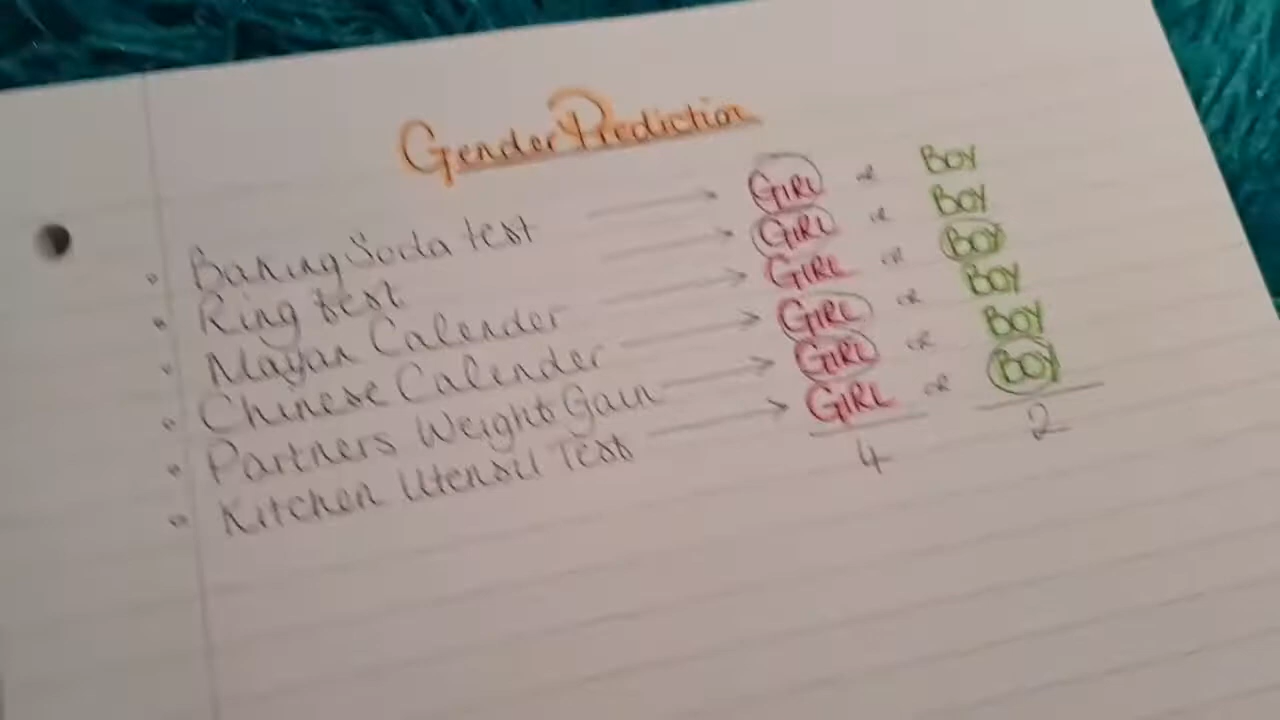 Gender Prediction
• Baking Soda test → GIRL or BOY
• Ring test → GIRL or BOY
• Mayan Calender → GIRL or BOY
• Chinese Calender → GIRL or BOY
• Partners Weight Gain → GIRL or BOY
• Kitchen Utensil Test → GIRL or BOY
4 2